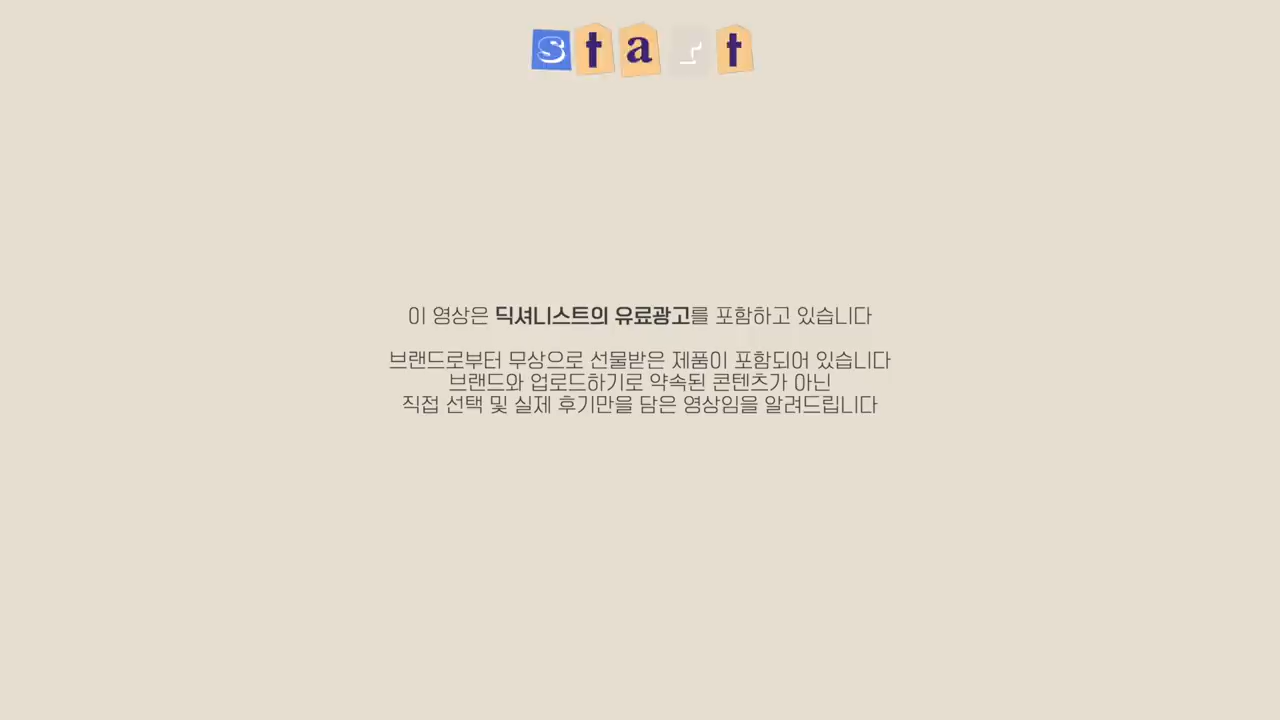 start
이 영상은 딕셔니스트의 유료광고를 포함하고 있습니다
브랜드로부터 무상으로 선물받은 제품이 포함되어 있습니다
브랜드와 업로드하기로 약속된 콘텐츠가 아닌
직접 선택 및 실제 후기만을 담은 영상임을 알려드립니다